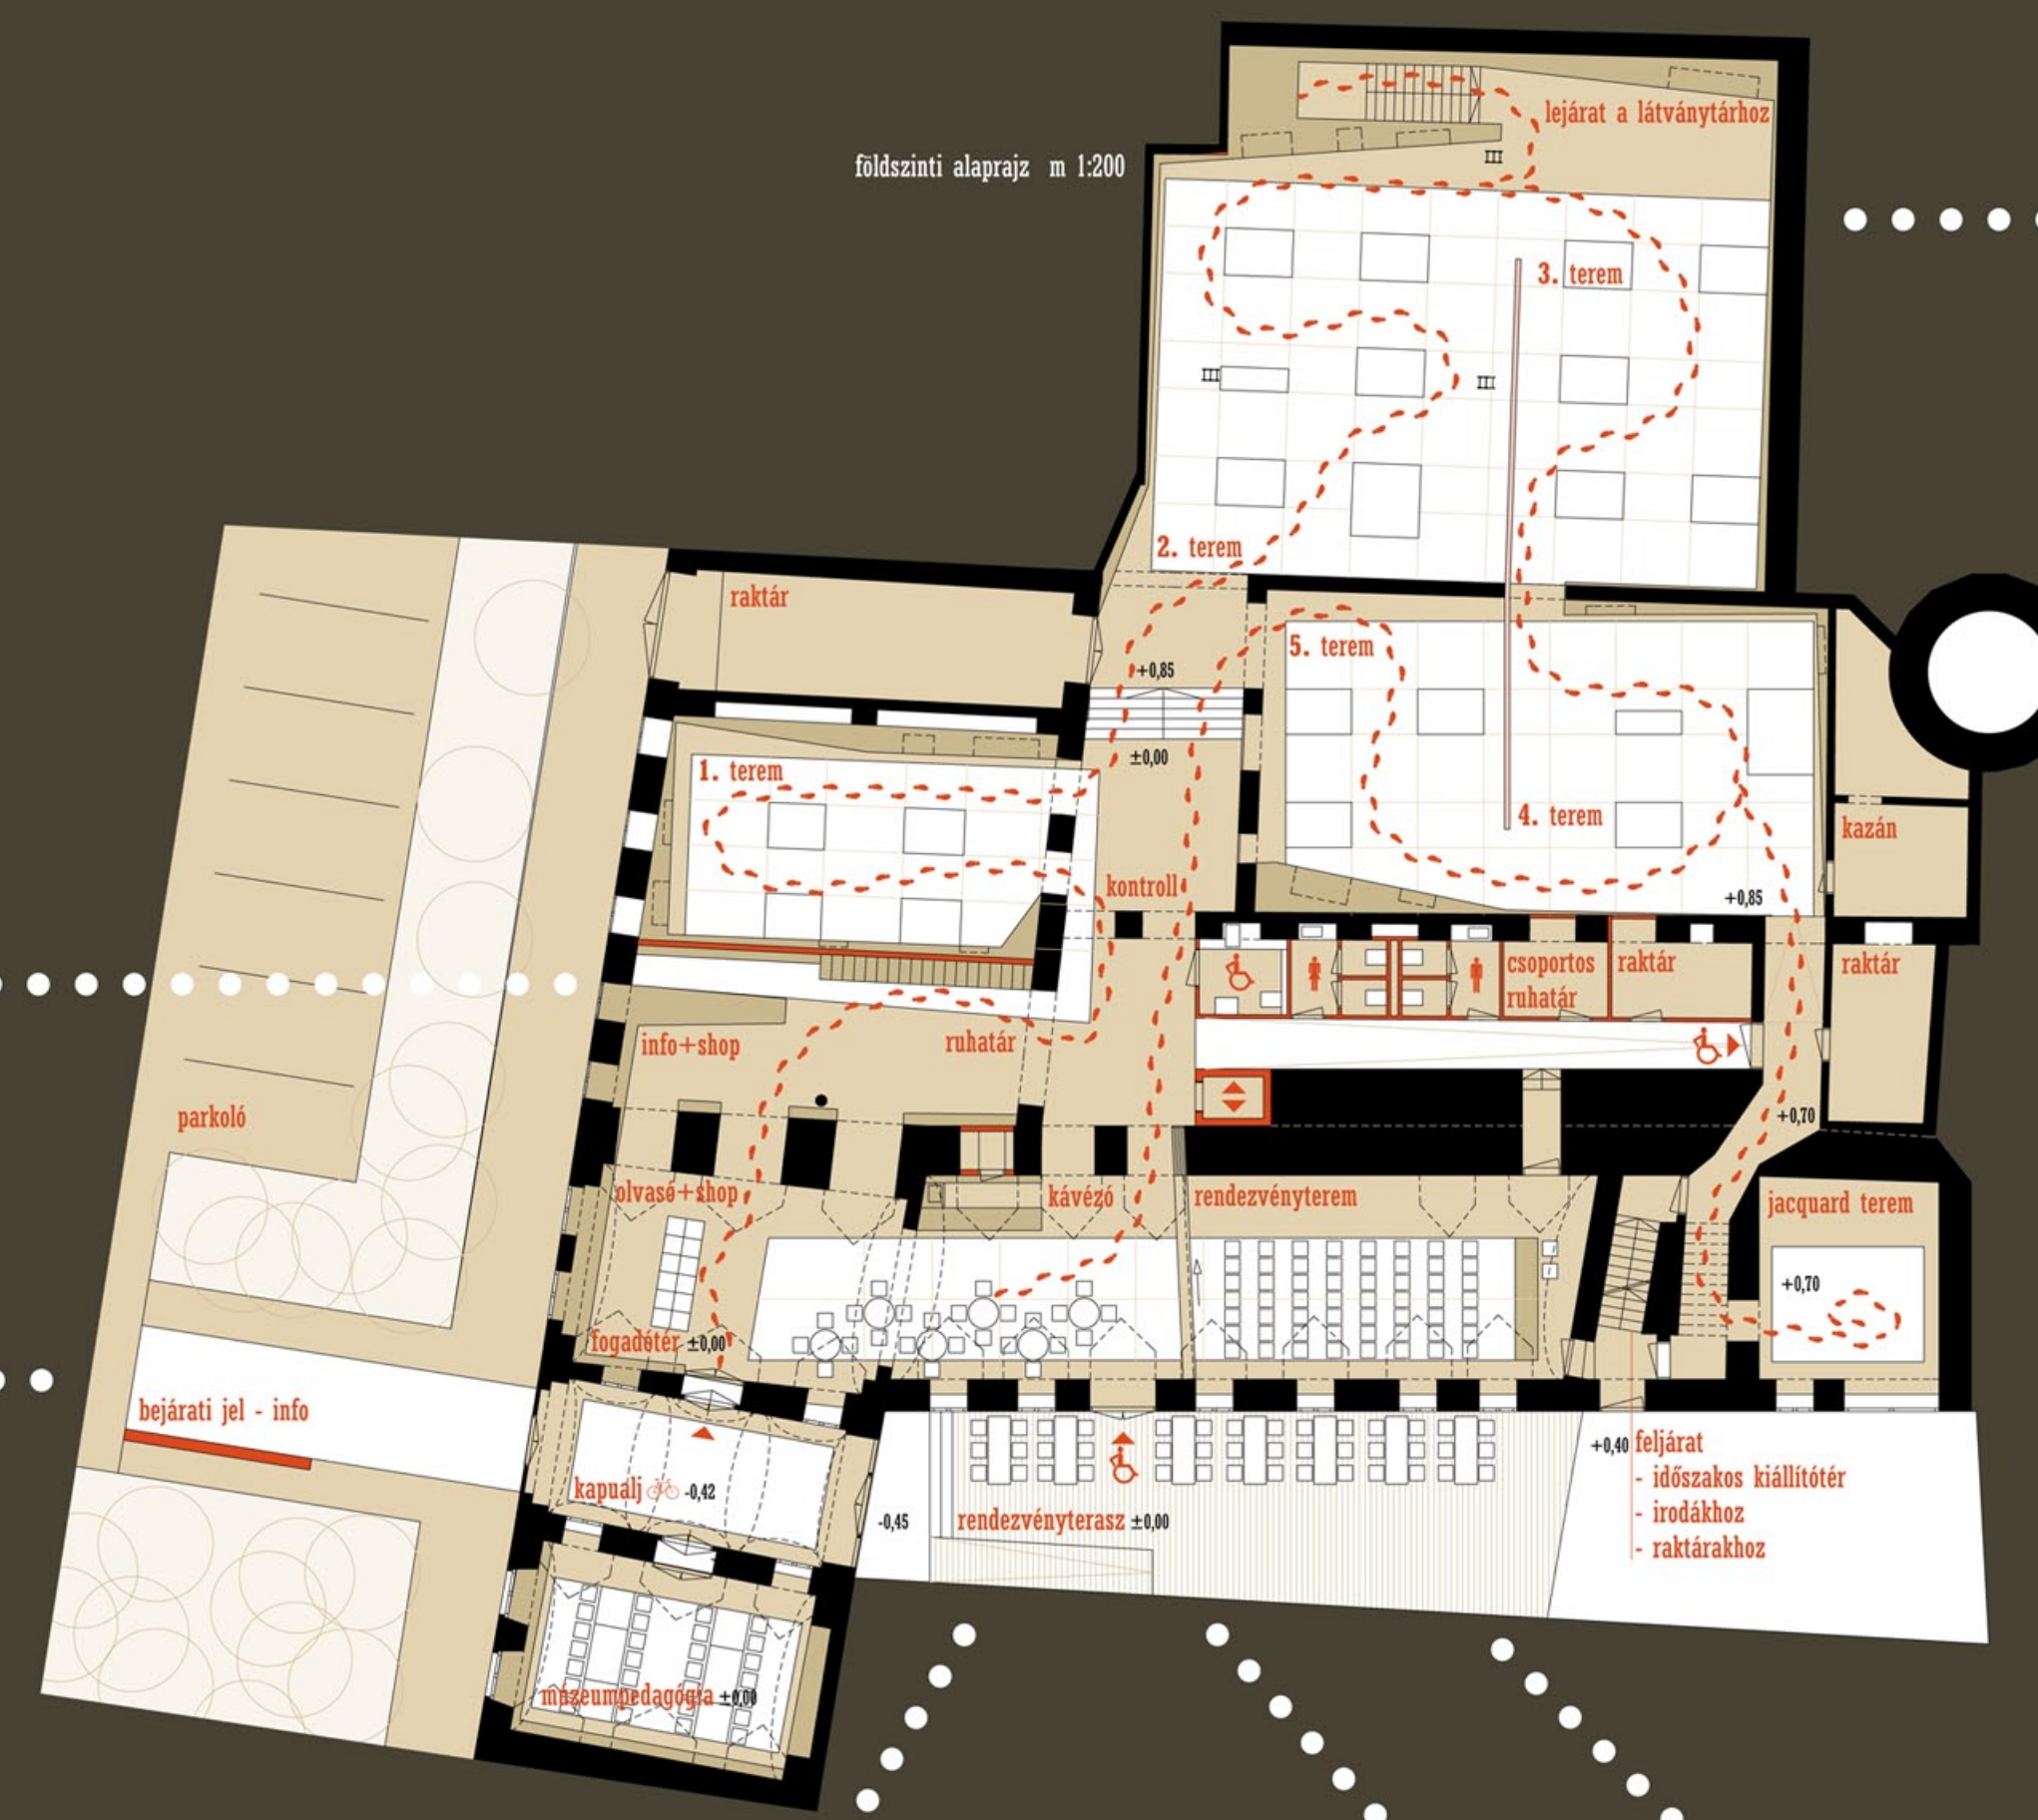 lejárat a látványtárhoz
földszinti alaprajz m 1:200
3. terem
2. terem
raktár
5. terem
+0,85
±0,00
1. terem
4. terem
kazán
kontroll
+0,85
csoportos
ruhatár
raktár
raktár
info+shop
ruhatár
parkoló
+0,70
olvasó+shop
kávézó
rendezvényterem
jacquard terem
+0,70
fogadótér ±0,00
bejárati jel - info
+0,40
feljárat
- időszakos kiállítótér
- irodákhoz
- raktárakhoz
kapualj -0,42
-0,45
rendezvényterasz ±0,00
múzeumpedagógia ±0,00